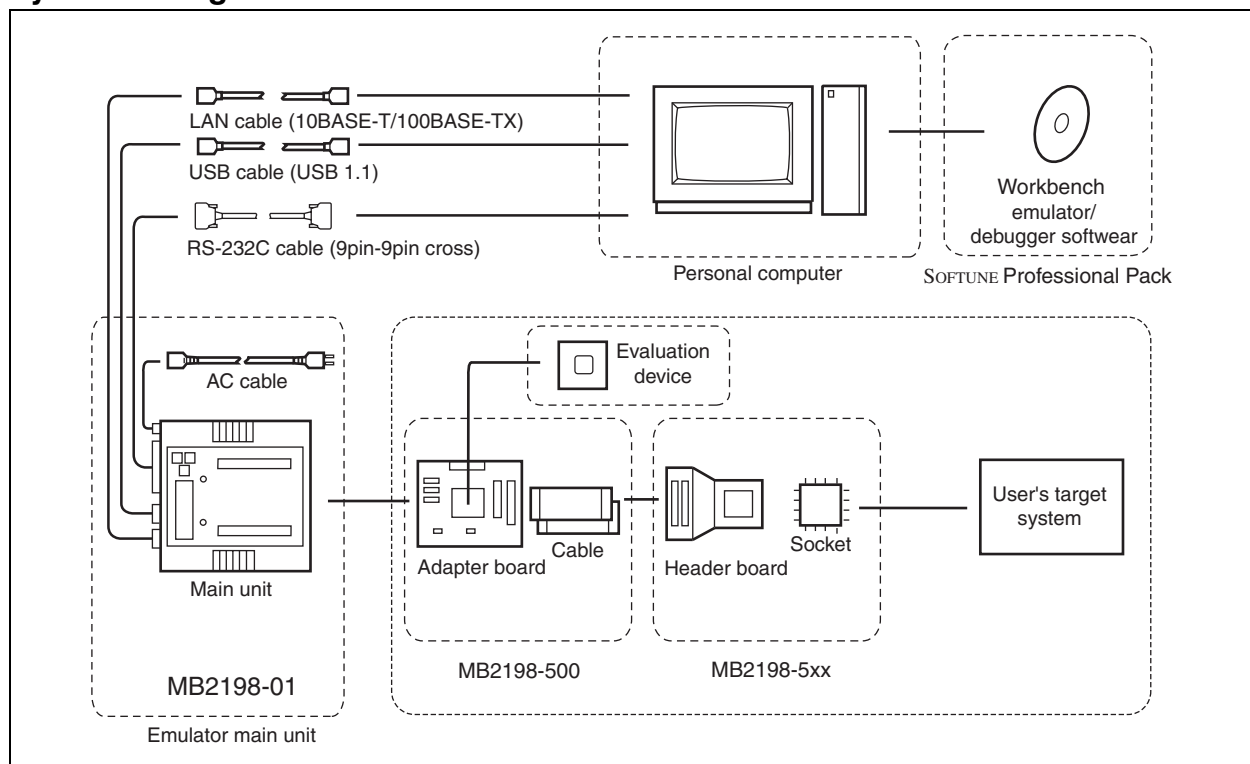 LAN cable (10BASE-T/100BASE-TX)
USB cable (USB 1.1)
RS-232C cable (9pin-9pin cross)
Personal computer
Workbench
emulator/
debugger softwear
SOFTUNE Professional Pack
AC cable
Main unit
MB2198-01
Emulator main unit
Evaluation
device
Adapter board
Cable
MB2198-500
Header board
Socket
MB2198-5xx
User's target
system